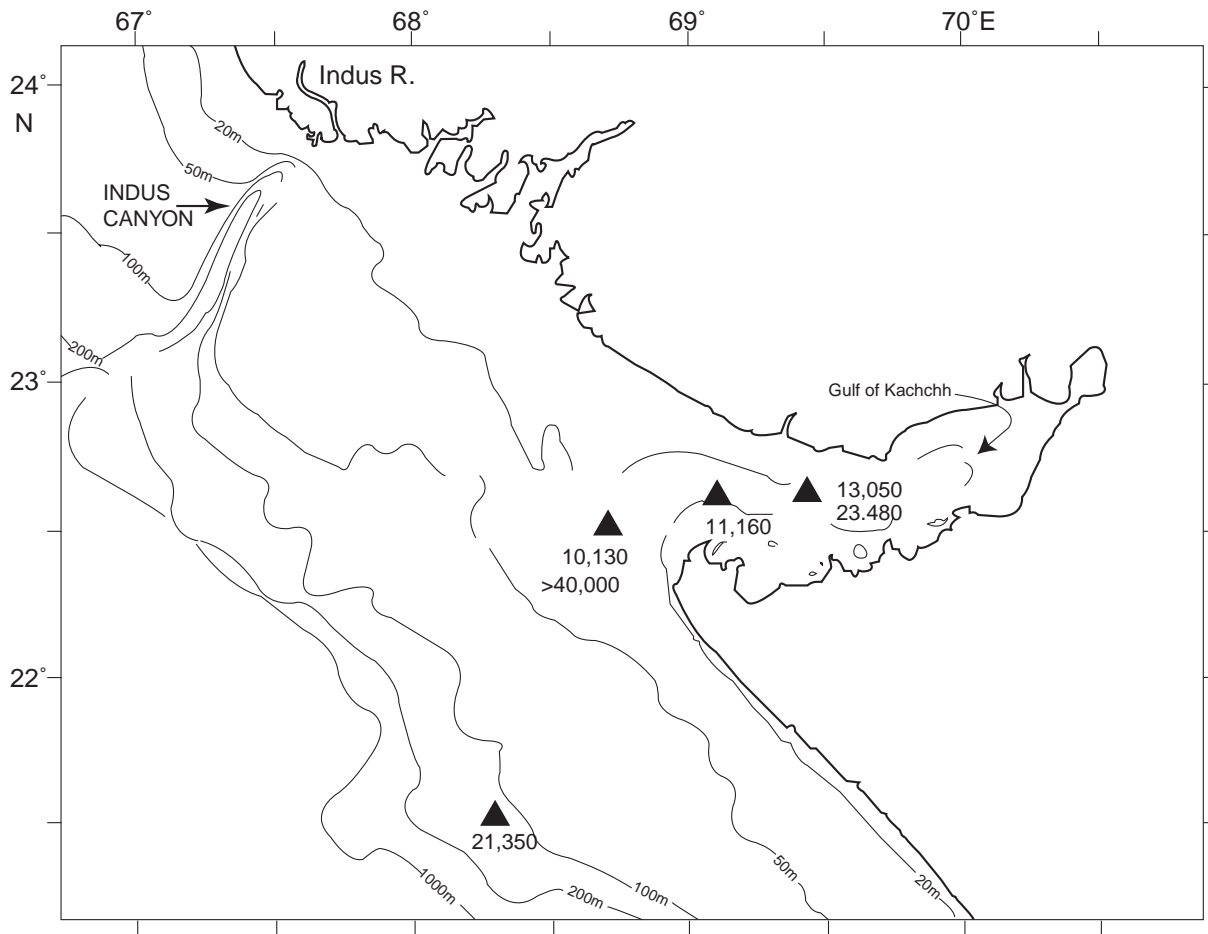 67° 68° 69° 70°E
24°
N
Indus R.
20m
50m
INDUS
CANYON
100m
200m
23°
Gulf of Kachchh
13,050
23.480
11,160
10,130
>40,000
22°
21,350
50m
20m
1000m
200m
100m